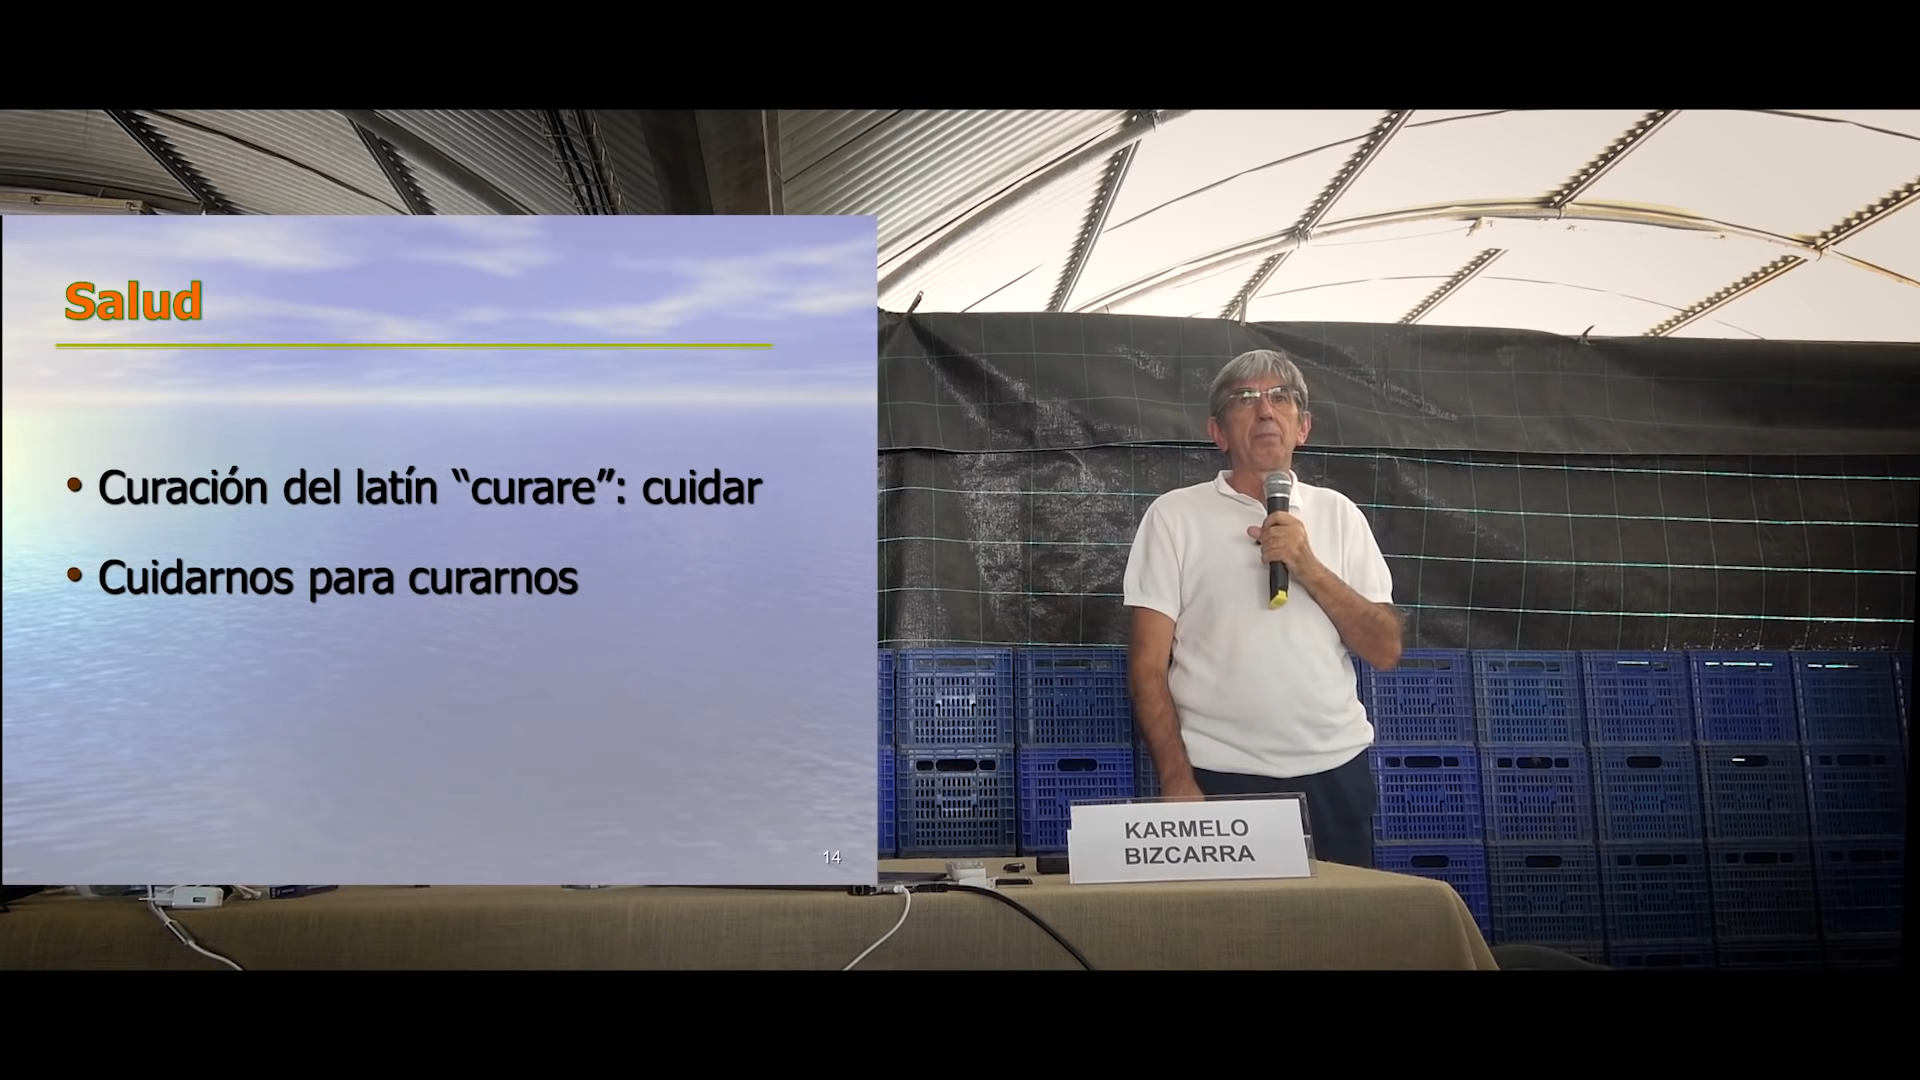 Salud
• Curación del latín “curare”: cuidar
• Cuidarnos para curarnos
14
KARMELO
BIZCARRA